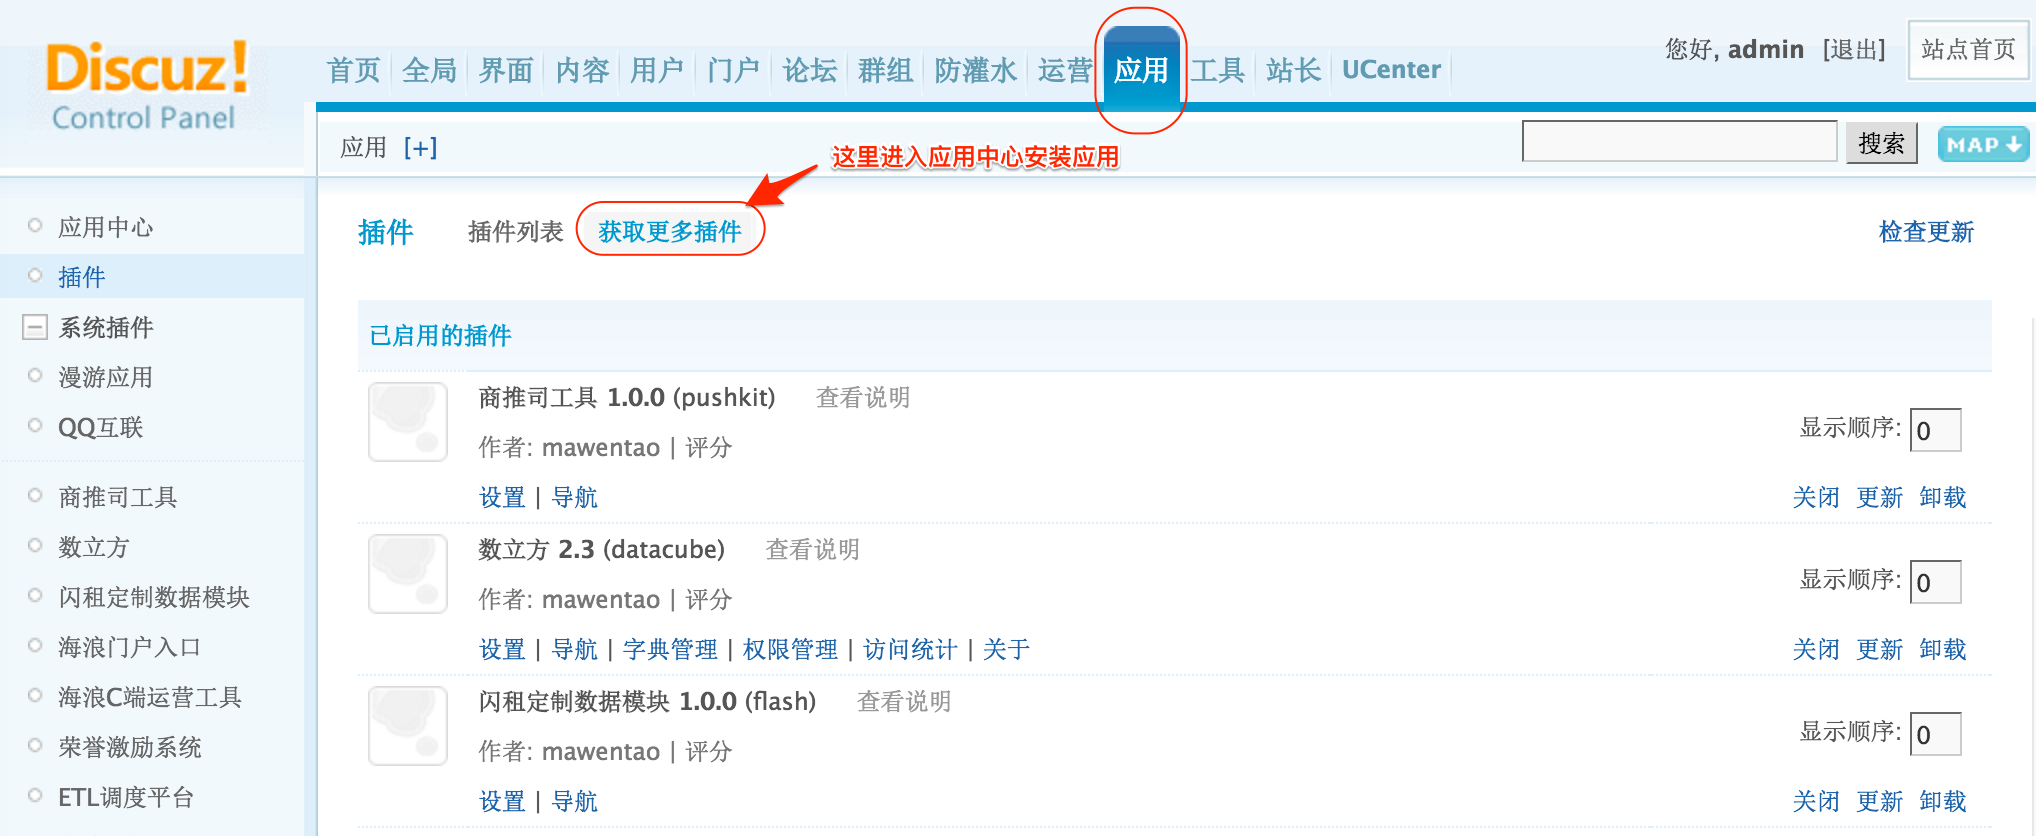 Discuz!
Control Panel
首页 全局 界面 内容 用户 门户 论坛 群组 防灌水 运营 应用 工具 站长 UCenter
您好, admin [退出] 站点首页
应用 [+]
搜索 MAP
这里进入应用中心安装应用
应用中心
插件
系统插件
漫游应用
QQ互联
商推司工具
数立方
闪租定制数据模块
海浪门户入口
海浪C端运营工具
荣誉激励系统
ETL调度平台
插件 插件列表 获取更多插件 检查更新
已启用的插件
商推司工具 1.0.0 (pushkit) 查看说明
作者: mawentao | 评分
显示顺序: 0
设置 | 导航
关闭 更新 卸载
数立方 2.3 (datacube) 查看说明
作者: mawentao | 评分
显示顺序: 0
设置 | 导航 | 字典管理 | 权限管理 | 访问统计 | 关于
关闭 更新 卸载
闪租定制数据模块 1.0.0 (flash) 查看说明
作者: mawentao | 评分
显示顺序: 0
设置 | 导航
关闭 更新 卸载